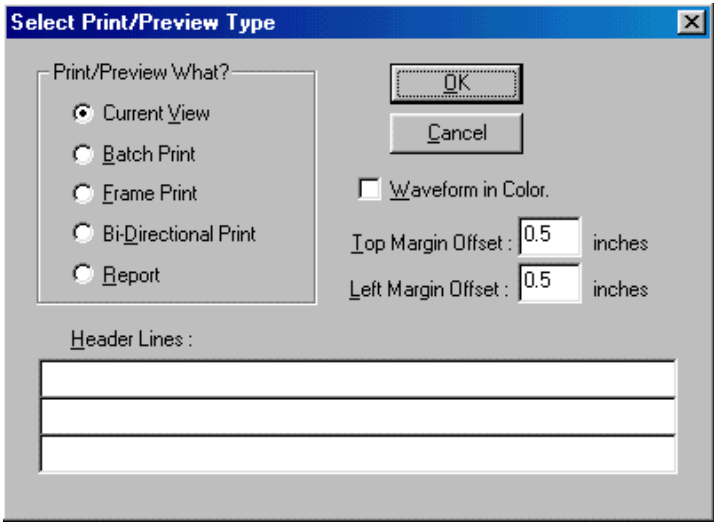 Select Print/Preview Type
Print/Preview What?
Current View
Batch Print
Frame Print
Bi-Directional Print
Report
OK
Cancel
Waveform in Color.
Top Margin Offset : 0.5 inches
Left Margin Offset : 0.5 inches
Header Lines :